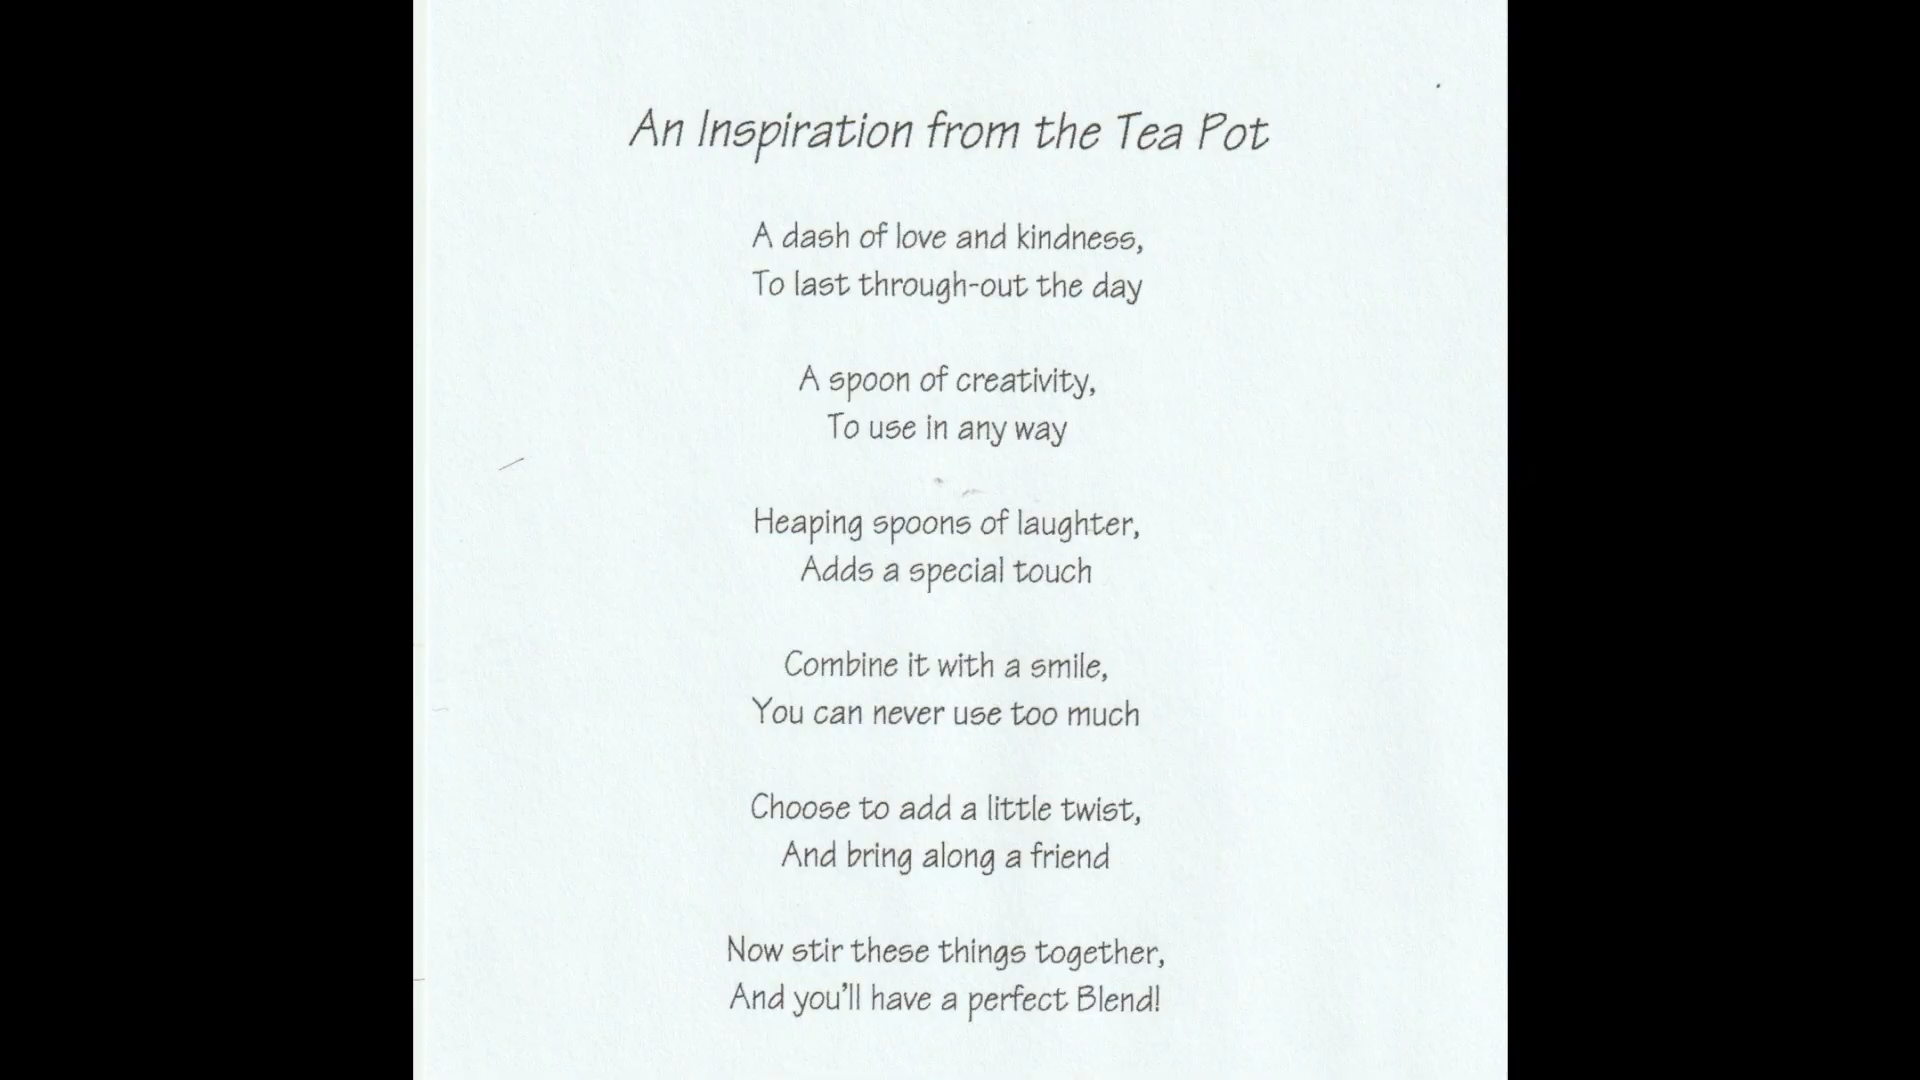 An Inspiration from the Tea Pot
A dash of love and kindness,
To last through-out the day
A spoon of creativity,
To use in any way
Heaping spoons of laughter,
Adds a special touch
Combine it with a smile,
You can never use too much
Choose to add a little twist,
And bring along a friend
Now stir these things together,
And you'll have a perfect Blend!